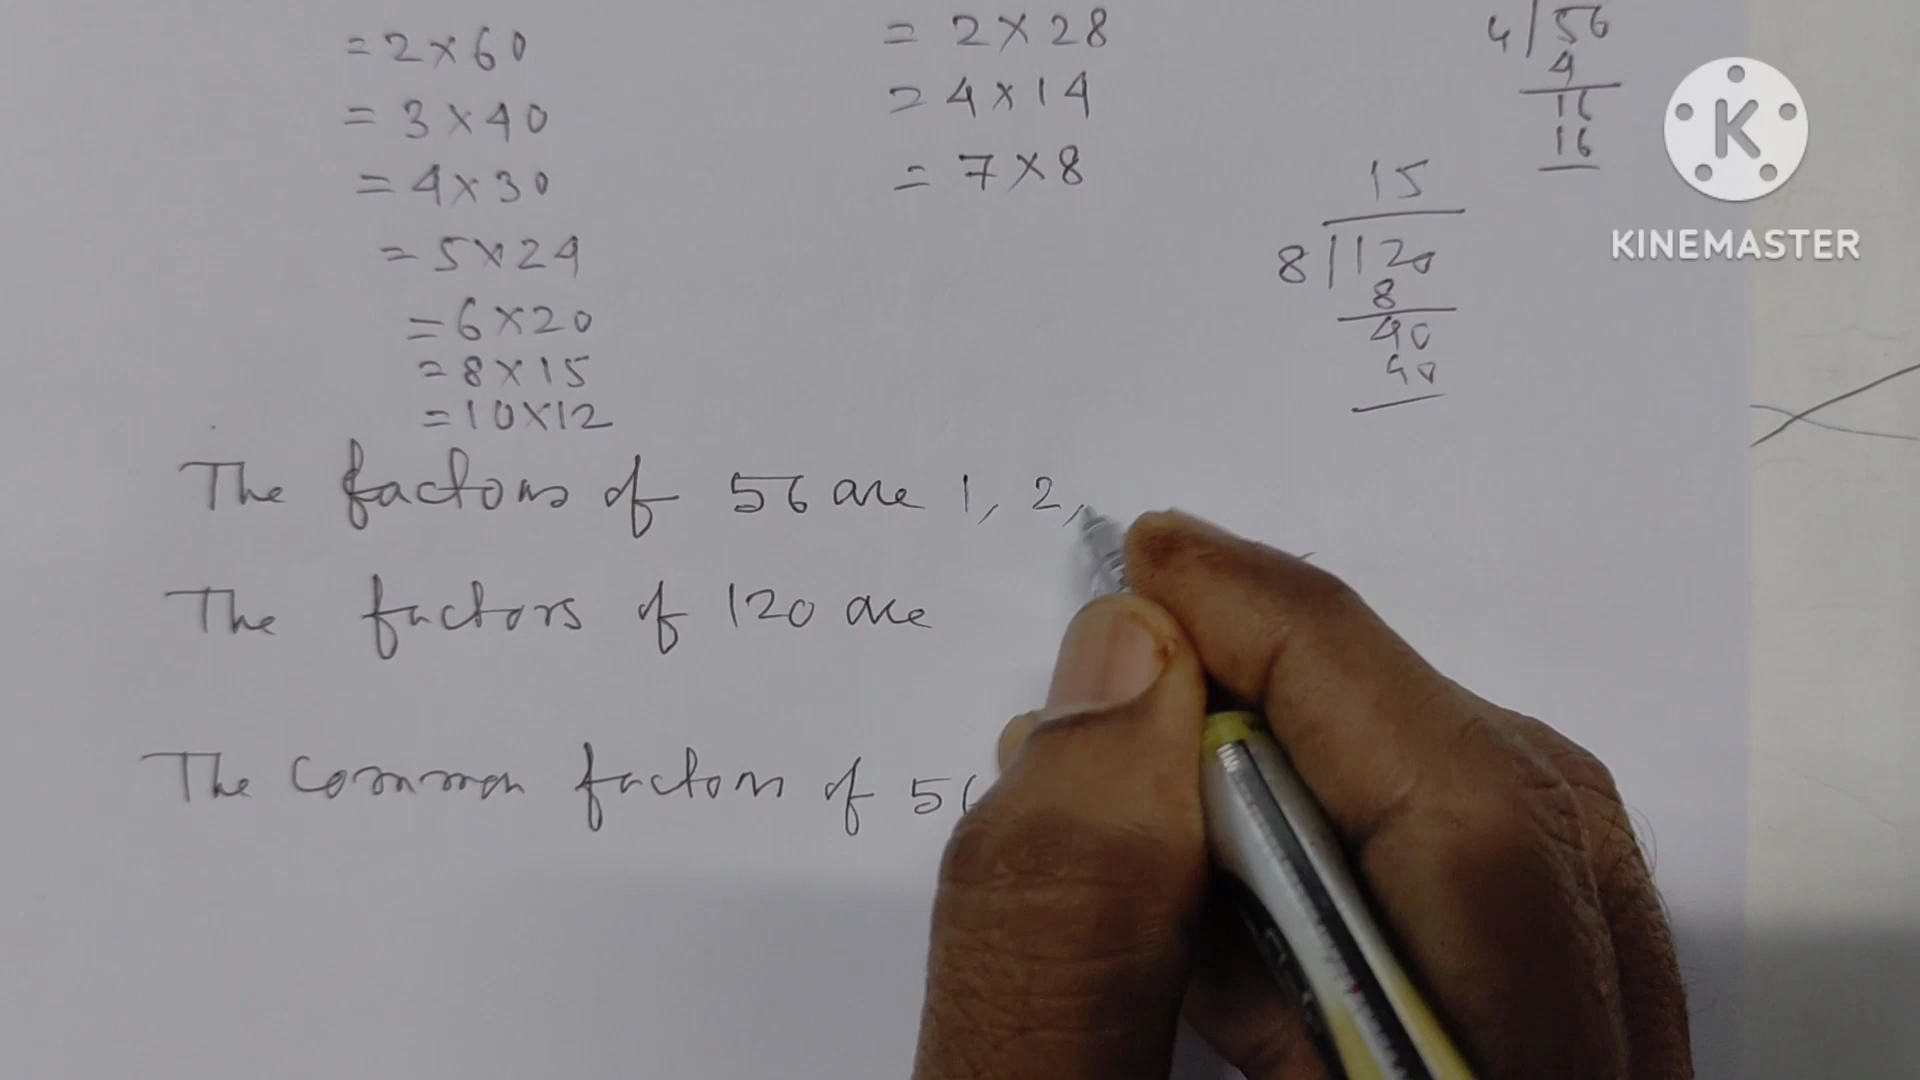 = 2 × 60
= 3 × 40
= 4 × 30
= 5 × 24
= 6 × 20
= 8 × 15
= 10 × 12
= 2 × 28
= 4 × 14
= 7 × 8
4 56
4
16
16
15
8 120
8
40
40
KINEMASTER
The factors of 56 are 1, 2,
The factors of 120 are
The common factors of 56